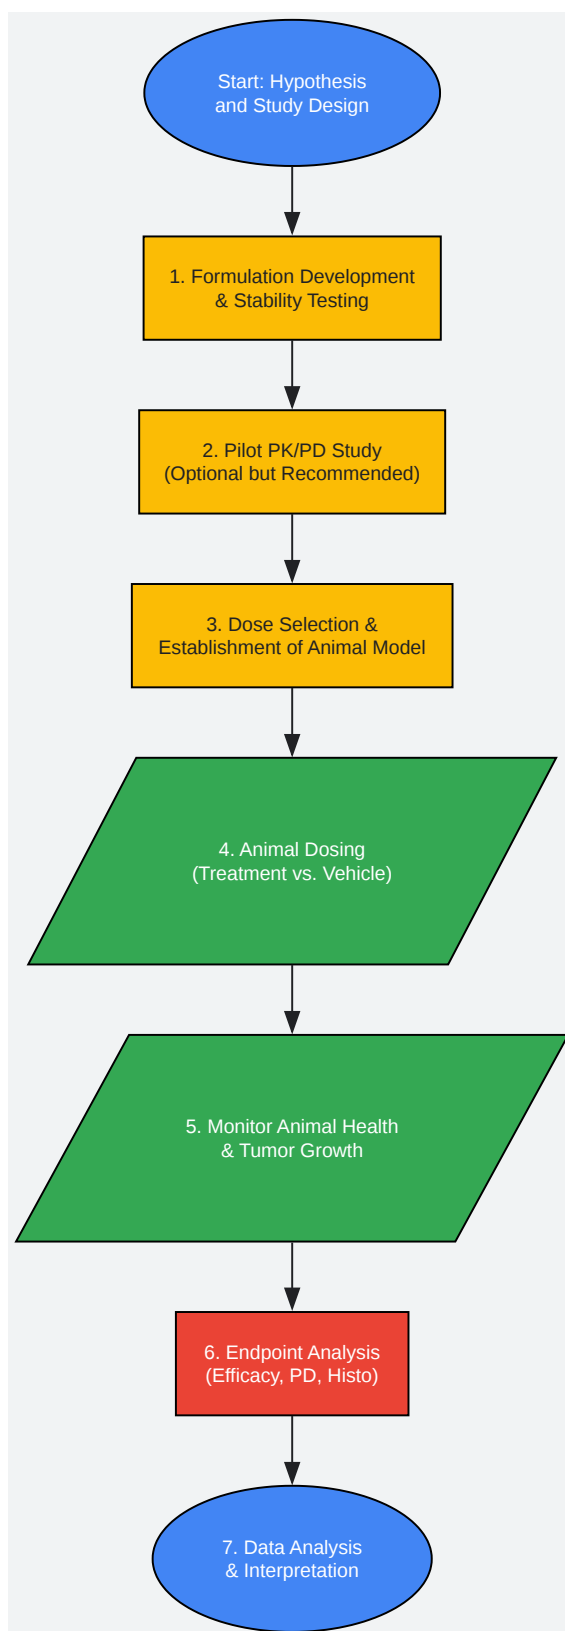 Start: Hypothesis
and Study Design
1. Formulation Development
& Stability Testing
2. Pilot PK/PD Study
(Optional but Recommended)
3. Dose Selection &
Establishment of Animal Model
4. Animal Dosing
(Treatment vs. Vehicle)
5. Monitor Animal Health
& Tumor Growth
6. Endpoint Analysis
(Efficacy, PD, Histo)
7. Data Analysis
& Interpretation